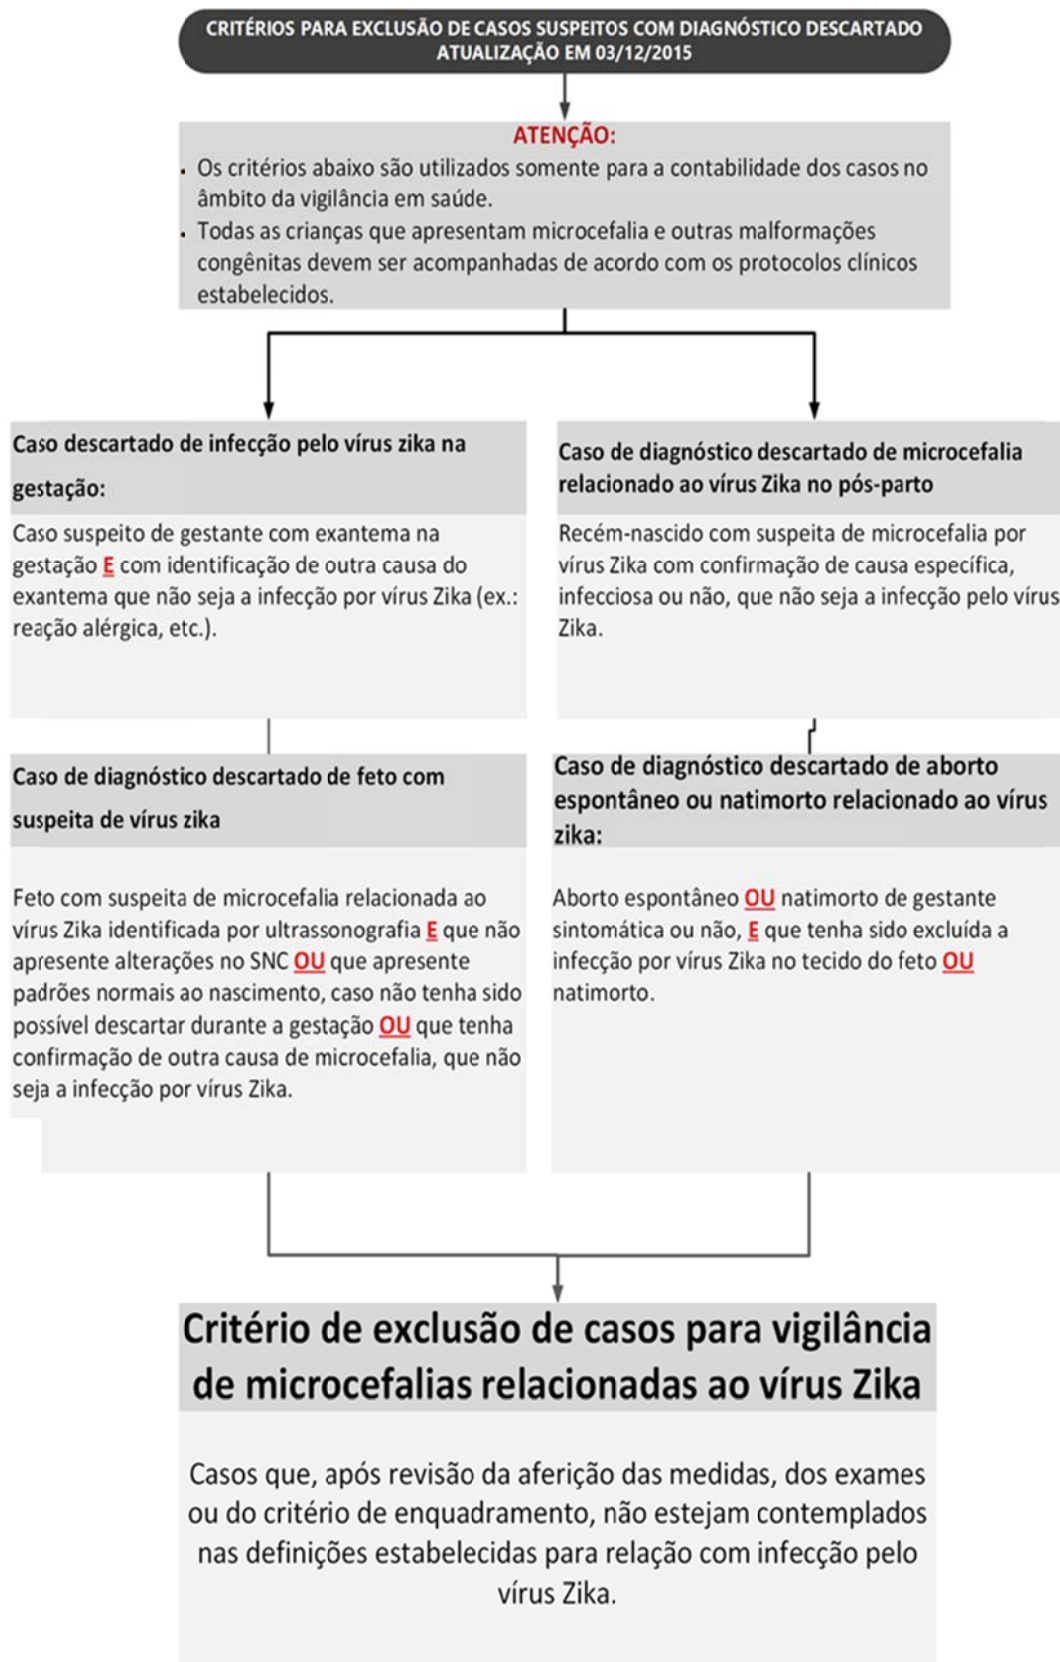 CRITÉRIOS PARA EXCLUSÃO DE CASOS SUSPEITOS COM DIAGNÓSTICO DESCARTADO
ATUALIZAÇÃO EM 03/12/2015
ATENÇÃO:
• Os critérios abaixo são utilizados somente para a contabilidade dos casos no
âmbito da vigilância em saúde.
• Todas as crianças que apresentam microcefalia e outras malformações
congênitas devem ser acompanhadas de acordo com os protocolos clínicos
estabelecidos.
Caso descartado de infecção pelo vírus zika na
gestação:
Caso suspeito de gestante com exantema na
gestação E com identificação de outra causa do
exantema que não seja a infecção por vírus Zika (ex.:
reação alérgica, etc.).
Caso de diagnóstico descartado de microcefalia
relacionado ao vírus Zika no pós-parto
Recém-nascido com suspeita de microcefalia por
vírus Zika com confirmação de causa específica,
infecciosa ou não, que não seja a infecção pelo vírus
Zika.
Caso de diagnóstico descartado de feto com
suspeita de vírus zika
Feto com suspeita de microcefalia relacionada ao
vírus Zika identificada por ultrassonografia E que não
apresente alterações no SNC OU que apresente
padrões normais ao nascimento, caso não tenha sido
possível descartar durante a gestação OU que tenha
confirmação de outra causa de microcefalia, que não
seja a infecção por vírus Zika.
Caso de diagnóstico descartado de aborto
espontâneo ou natimorto relacionado ao vírus
zika:
Aborto espontâneo OU natimorto de gestante
sintomática ou não, E que tenha sido excluída a
infecção por vírus Zika no tecido do feto OU
natimorto.
Critério de exclusão de casos para vigilância
de microcefalias relacionadas ao vírus Zika
Casos que, após revisão da aferição das medidas, dos exames
ou do critério de enquadramento, não estejam contemplados
nas definições estabelecidas para relação com infecção pelo
vírus Zika.